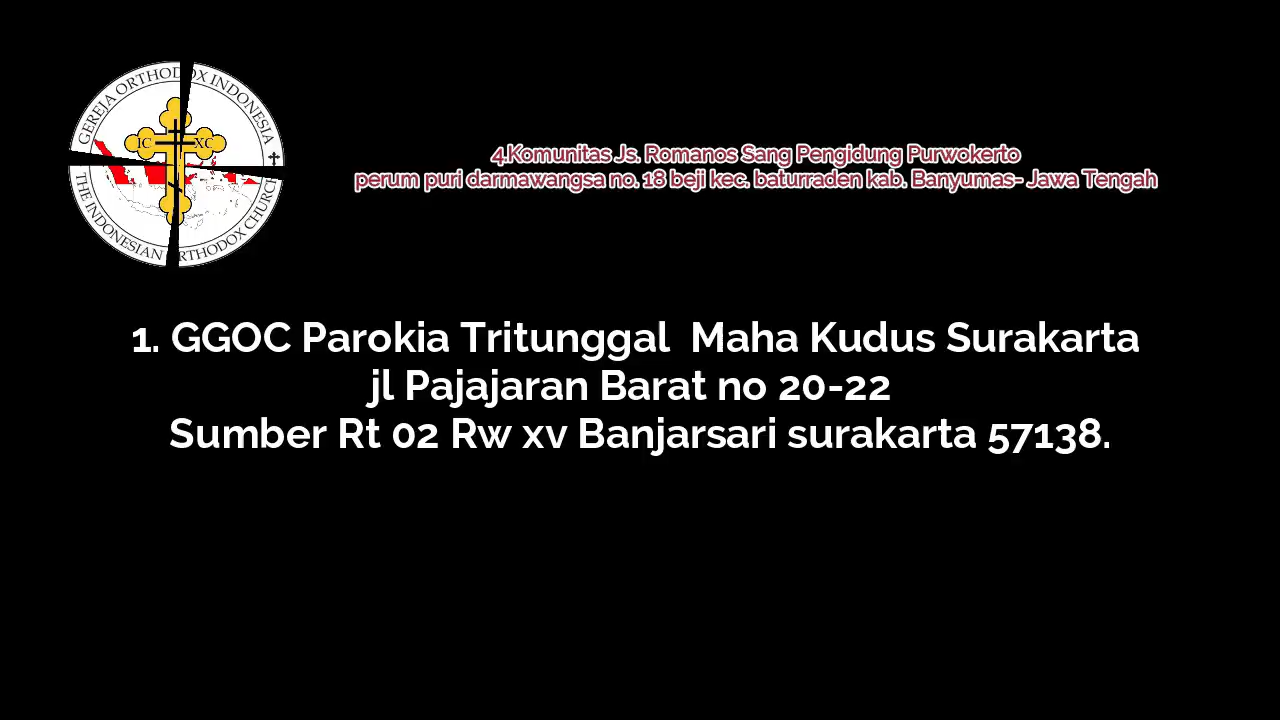 GEREJA ORTHODOX INDONESIA
IC XC
THE INDONESIAN ORTHODOX CHURCH
4.Komunitas Js. Romanos Sang Pengidung Purwokerto
perum puri darmawangsa no. 18 beji kec. baturraden kab. Banyumas- Jawa Tengah
1. GGOC Parokia Tritunggal Maha Kudus Surakarta
jl Pajajaran Barat no 20-22
Sumber Rt 02 Rw xv Banjarsari surakarta 57138.